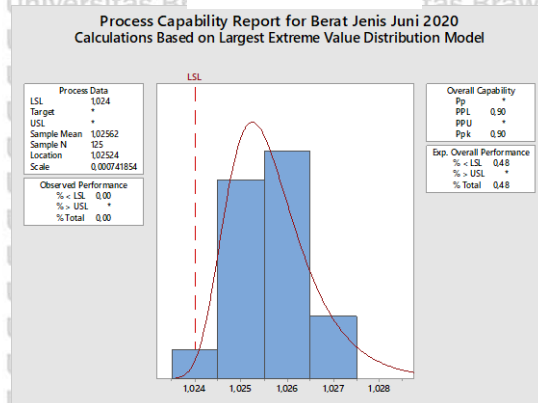 Process Capability Report for Berat Jenis Juni 2020
Calculations Based on Largest Extreme Value Distribution Model
LSL
Process Data
LSL 1,024
Target *
USL *
Sample Mean 1,02562
Sample N 125
Location 1,02524
Scale 0,000741854
Observed Performance
% < LSL 0,00
% > USL *
% Total 0,00
Overall Capability
Pp *
PPL 0,90
PPU *
Ppk 0,90
Exp. Overall Performance
% < LSL 0,48
% > USL *
% Total 0,48
1,024 1,025 1,026 1,027 1,028